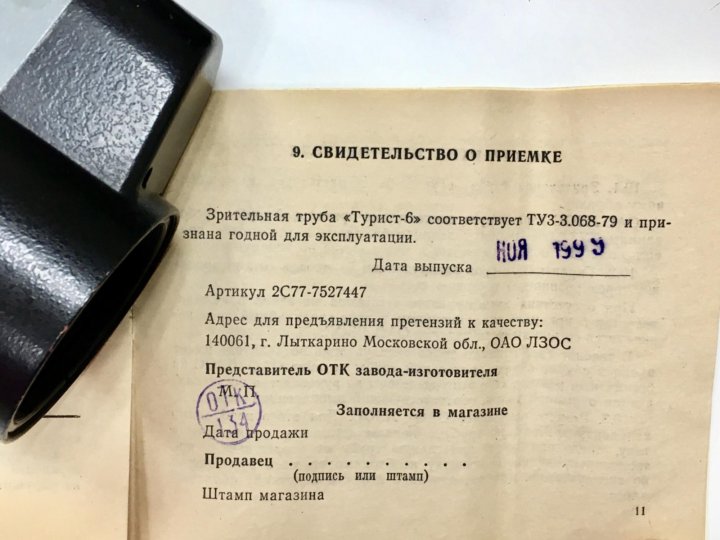 9. СВИДЕТЕЛЬСТВО О ПРИЕМКЕ
Зрительная труба «Турист-6» соответствует ТУ3-3.068-79 и при-
знана годной для эксплуатации.
Дата выпуска НОЯ 1999
Артикул 2С77-7527447
Адрес для предъявления претензий к качеству:
140061, г. Лыткарино Московской обл., ОАО ЛЗОС
Представитель ОТК завода-изготовителя
М. П.
ОТК
134
Заполняется в магазине
Дата продажи
Продавец . . . . . . . . . .
(подпись или штамп)
Штамп магазина
11